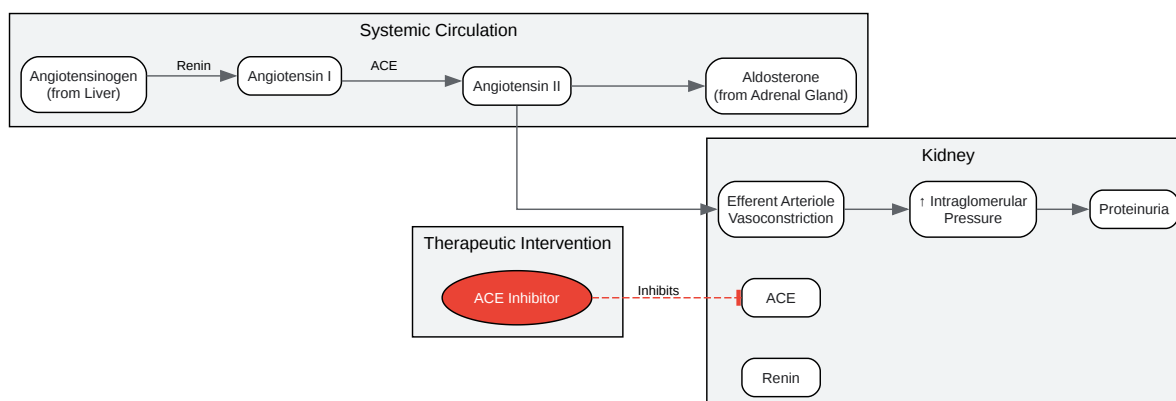 Systemic Circulation
Angiotensinogen
(from Liver)
Renin
Angiotensin I
ACE
Angiotensin II
Aldosterone
(from Adrenal Gland)
Kidney
Efferent Arteriole
Vasoconstriction
↑ Intraglomerular
Pressure
Proteinuria
Therapeutic Intervention
ACE Inhibitor
Inhibits
ACE
Renin